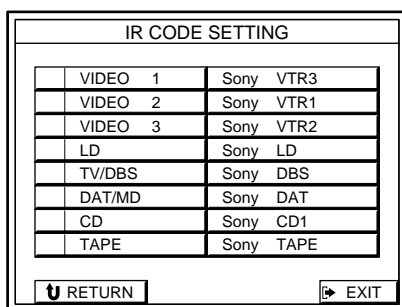 IR CODE SETTING
VIDEO 1 Sony VTR3
VIDEO 2 Sony VTR1
VIDEO 3 Sony VTR2
LD Sony LD
TV/DBS Sony DBS
DAT/MD Sony DAT
CD Sony CD1
TAPE Sony TAPE
RETURN EXIT